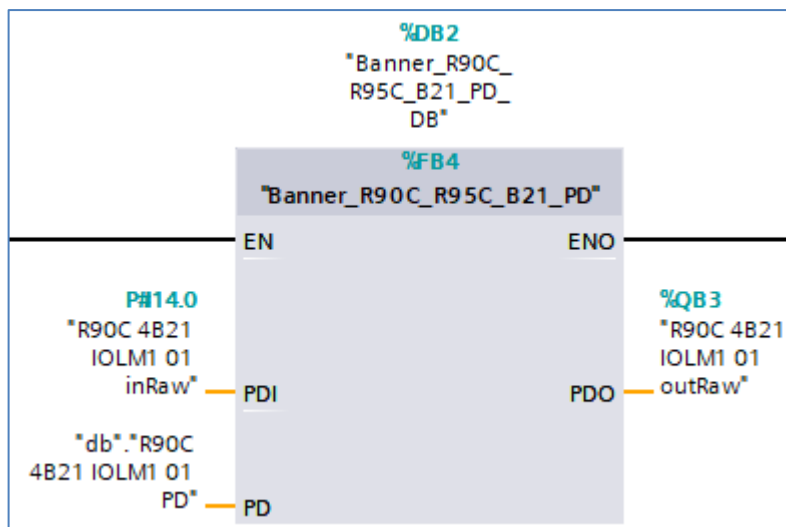 %DB2
"Banner_R90C_
R95C_B21_PD_
DB"
%FB4
"Banner_R90C_R95C_B21_PD"
EN
ENO
P#I14.0
"R90C 4B21
IOLM1 01
inRaw"
PDI
%QB3
"R90C 4B21
IOLM1 01
outRaw"
PDO
"db"."R90C
4B21 IOLM1 01
PD"
PD